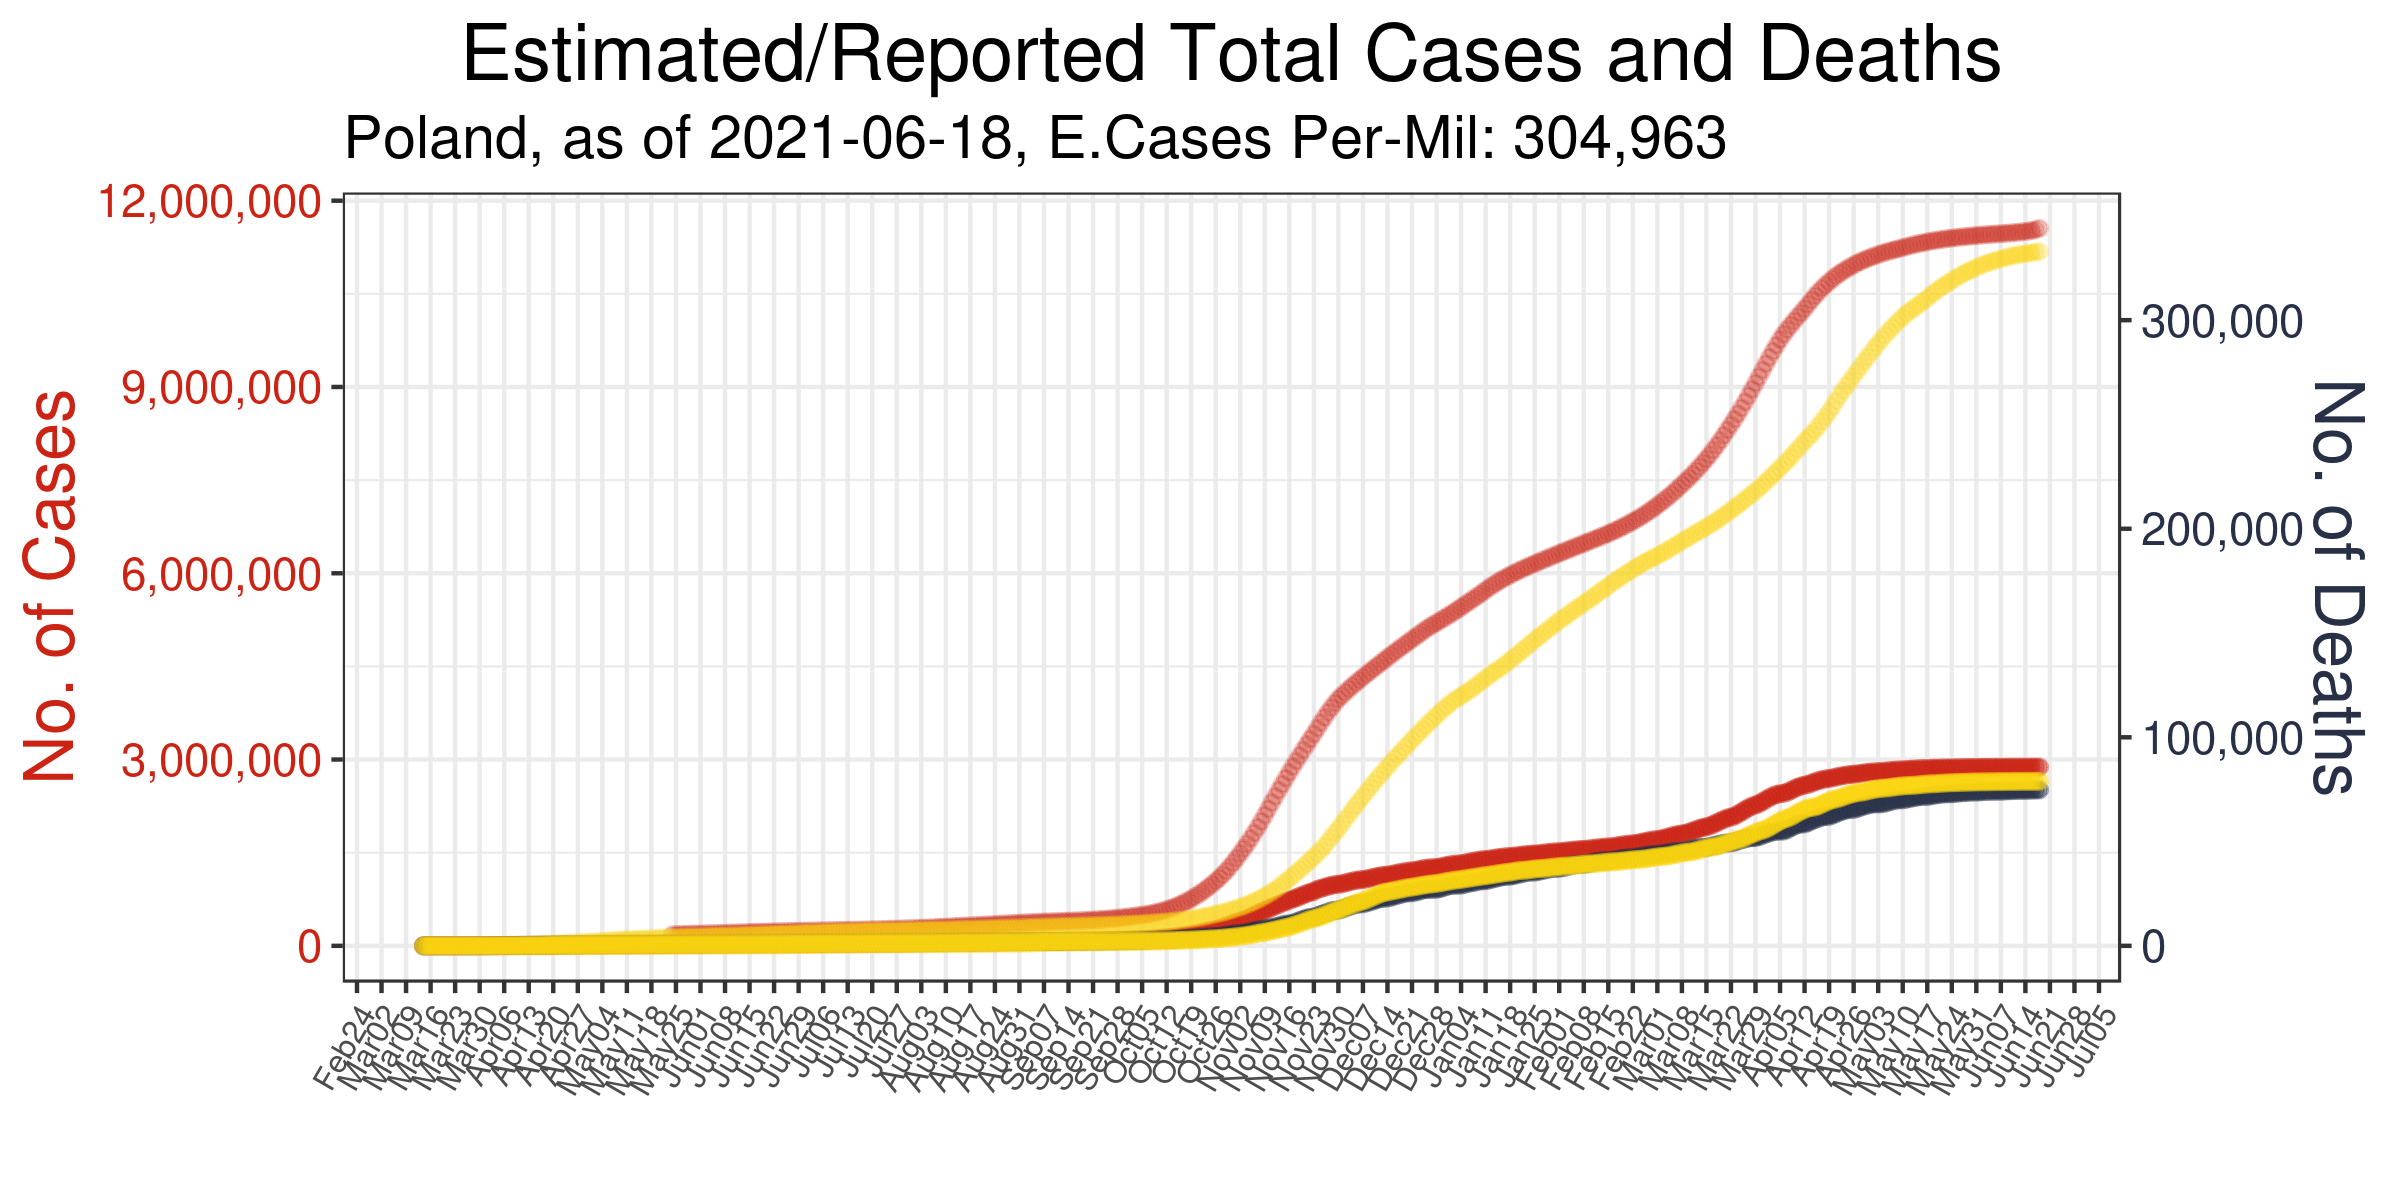 Estimated/Reported Total Cases and Deaths
Poland, as of 2021-06-18, E.Cases Per-Mil: 304,963
No. of Cases
12,000,000
9,000,000
6,000,000
3,000,000
0
No. of Deaths
300,000
200,000
100,000
0
Feb24
Mar02
Mar09
Mar16
Mar23
Mar30
Apr06
Apr13
Apr20
Apr27
May04
May11
May18
May25
Jun01
Jun08
Jun15
Jun22
Jun29
Jul06
Jul13
Jul20
Jul27
Aug03
Aug10
Aug17
Aug24
Aug31
Sep07
Sep14
Sep21
Sep28
Oct05
Oct12
Oct19
Oct26
Nov02
Nov09
Nov16
Nov23
Nov30
Dec07
Dec14
Dec21
Dec28
Jan04
Jan11
Jan18
Jan25
Feb01
Feb08
Feb15
Feb22
Mar01
Mar08
Mar15
Mar22
Mar29
Apr05
Apr12
Apr19
Apr26
May03
May10
May17
May24
May31
Jun07
Jun14
Jun21
Jun28
Jul05